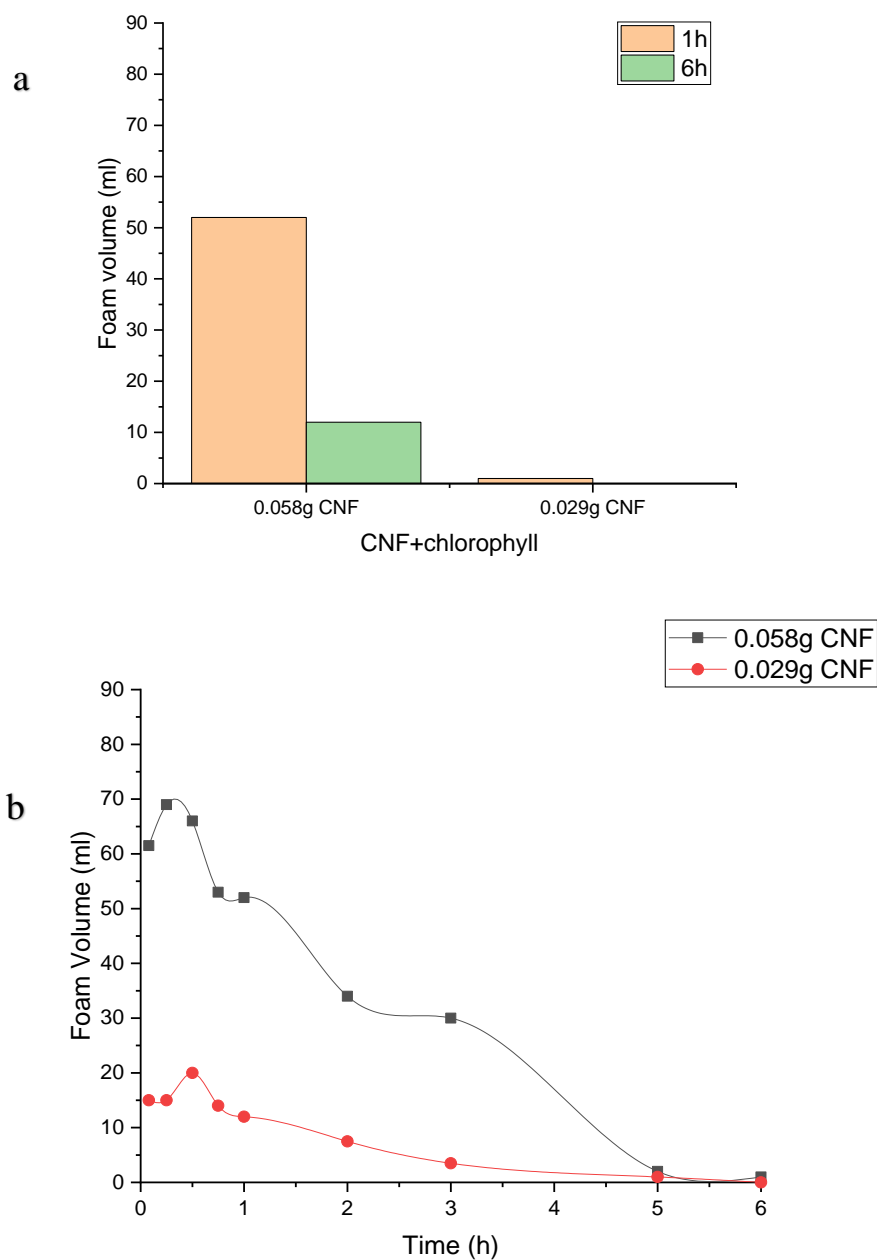 a
90
80
70
60
50
40
30
20
10
0
Foam volume (ml)
1h
6h
0.058g CNF 0.029g CNF
CNF+chlorophyll
b
0.058g CNF
0.029g CNF
90
80
70
60
50
40
30
20
10
0
Foam Volume (ml)
0 1 2 3 4 5 6
Time (h)